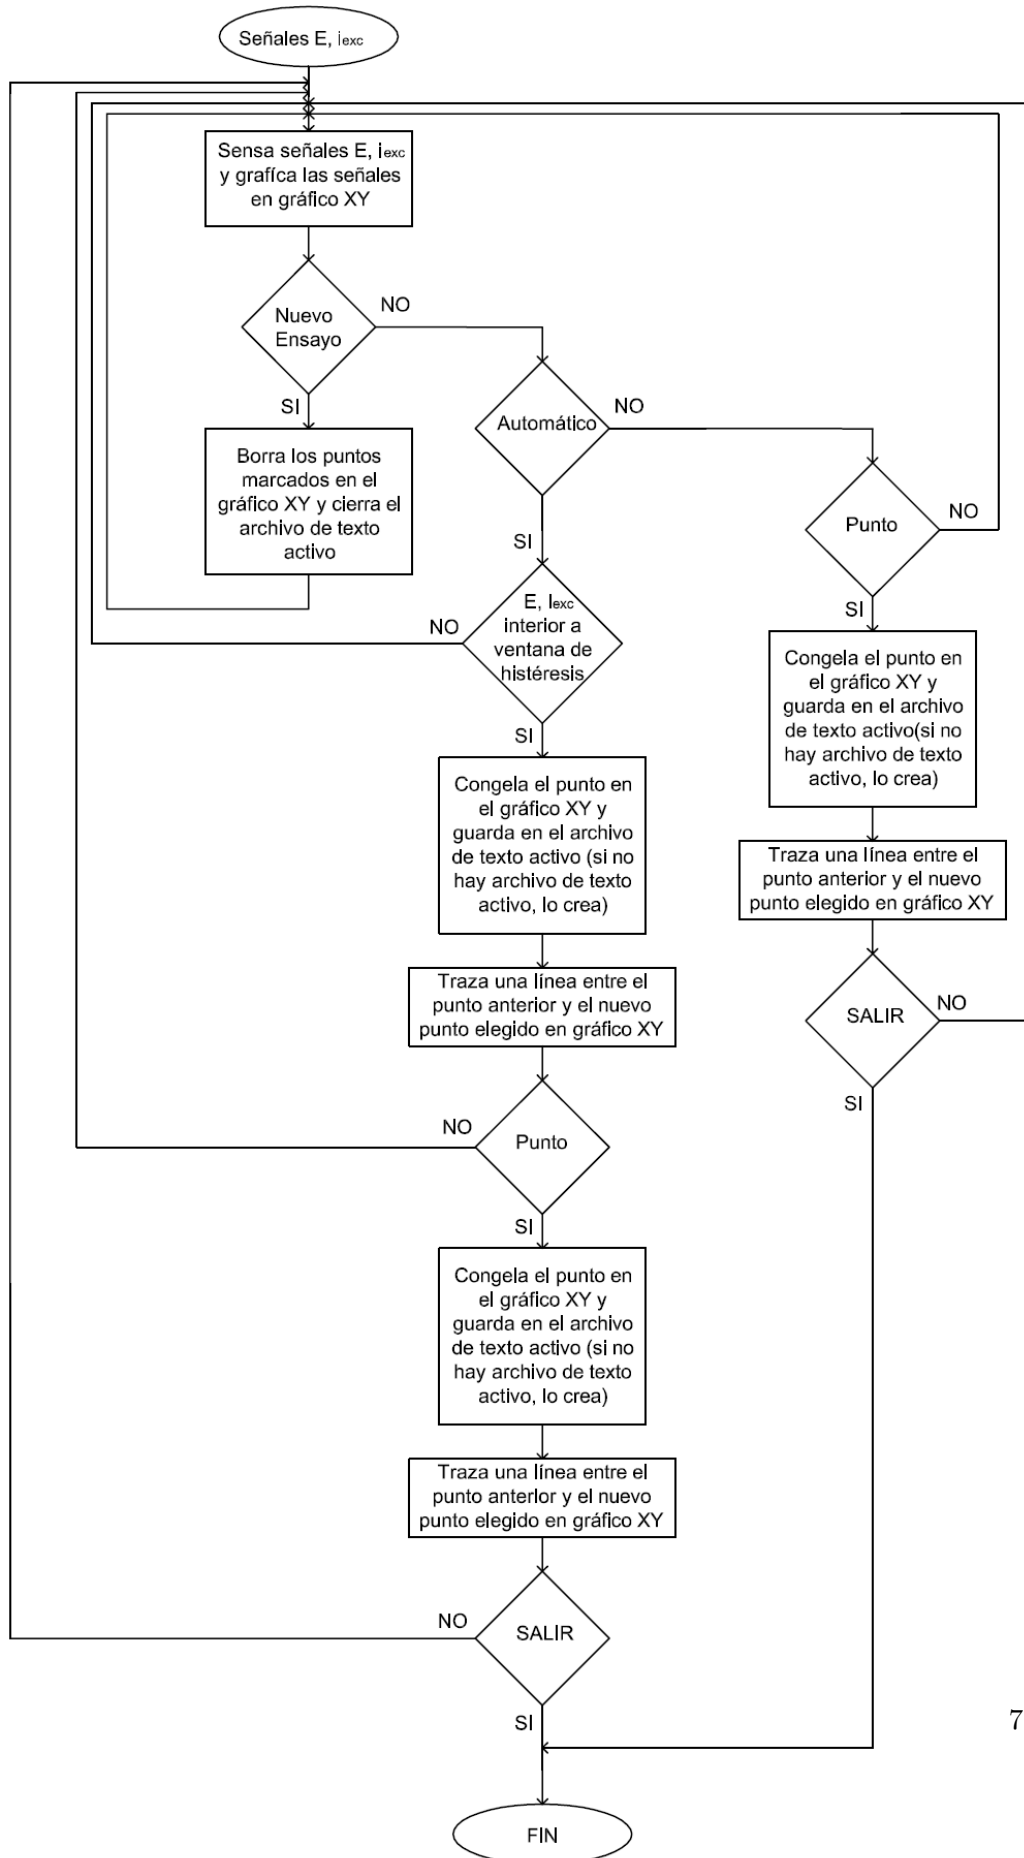 Señales E, iexc
Sensa señales E, iexc
y grafíca las señales
en gráfico XY
NO
Nuevo
Ensayo
SI
NO
Automático
Borra los puntos
marcados en el
gráfico XY y cierra el
archivo de texto
activo
NO
Punto
SI
SI
E, Iexc
interior a
ventana de
histéresis
NO
SI
Congela el punto en
el gráfico XY y
guarda en el archivo
de texto activo(si no
hay archivo de texto
activo, lo crea)
Congela el punto en
el gráfico XY y
guarda en el archivo
de texto activo (si no
hay archivo de texto
activo, lo crea)
Traza una línea entre el
punto anterior y el nuevo
punto elegido en gráfico XY
Traza una línea entre el
punto anterior y el nuevo
punto elegido en gráfico XY
SALIR
NO
SI
NO
Punto
SI
Congela el punto en
el gráfico XY y
guarda en el archivo
de texto activo (si no
hay archivo de texto
activo, lo crea)
Traza una línea entre el
punto anterior y el nuevo
punto elegido en gráfico XY
NO
SALIR
SI
7
FIN